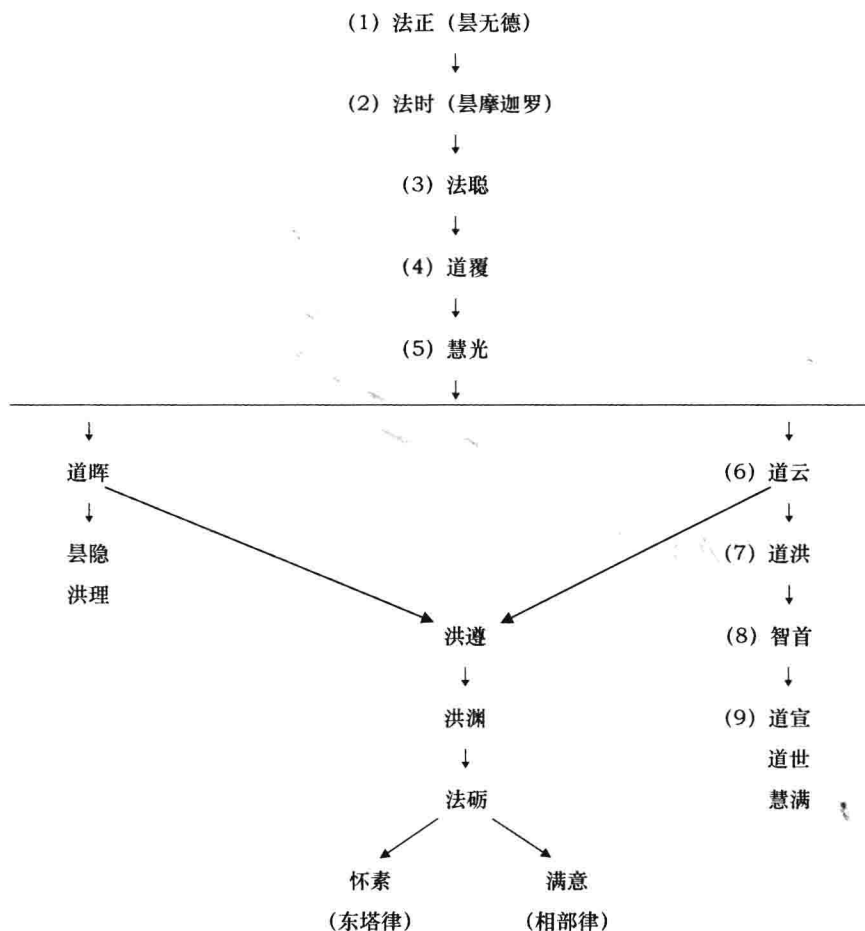 （1）法正（昙无德）
↓
（2）法时（昙摩迦罗）
↓
（3）法聪
↓
（4）道覆
↓
（5）慧光
↓
↓ ↓
道晖 （6）道云
↓ ↓
昙隐 （7）道洪
洪理 ↓
洪遵 （8）智首
↓ ↓
洪渊 （9）道宣
↓ 道世
法砺 慧满
怀素 满意
（东塔律） （相部律）